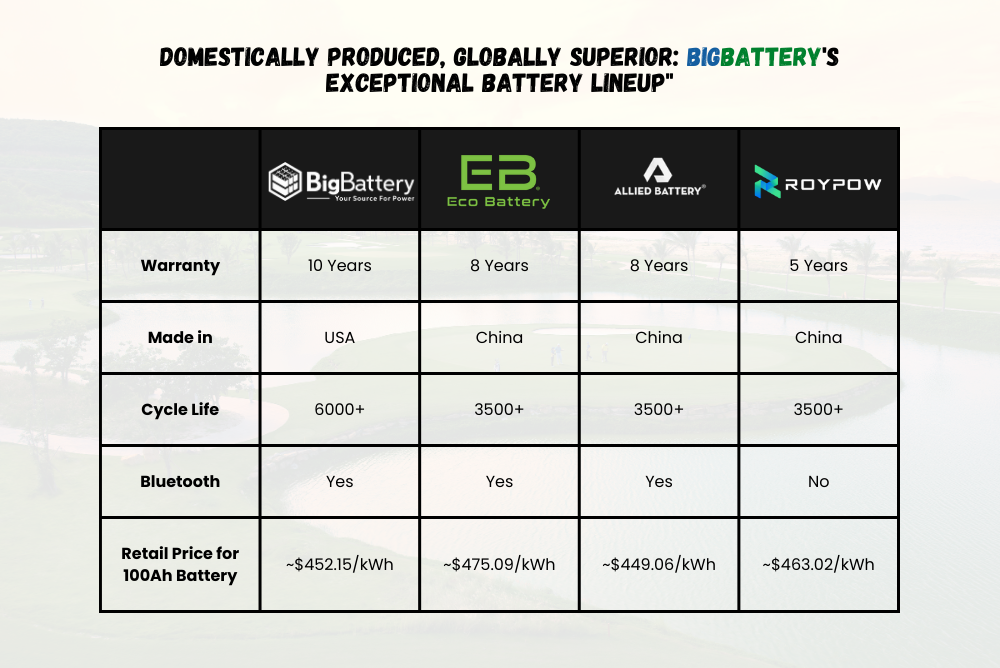 DOMESTICALLY PRODUCED, GLOBALLY SUPERIOR: BIGBATTERY'S
EXCEPTIONAL BATTERY LINEUP"
BigBattery
Your Source For Power
EB
Eco Battery
ALLIED BATTERY®
ROYPOW
Warranty
10 Years
8 Years
8 Years
5 Years
Made in
USA
China
China
China
Cycle Life
6000+
3500+
3500+
3500+
Bluetooth
Yes
Yes
Yes
No
Retail Price for
100Ah Battery
~$452.15/kWh
~$475.09/kWh
~$449.06/kWh
~$463.02/kWh